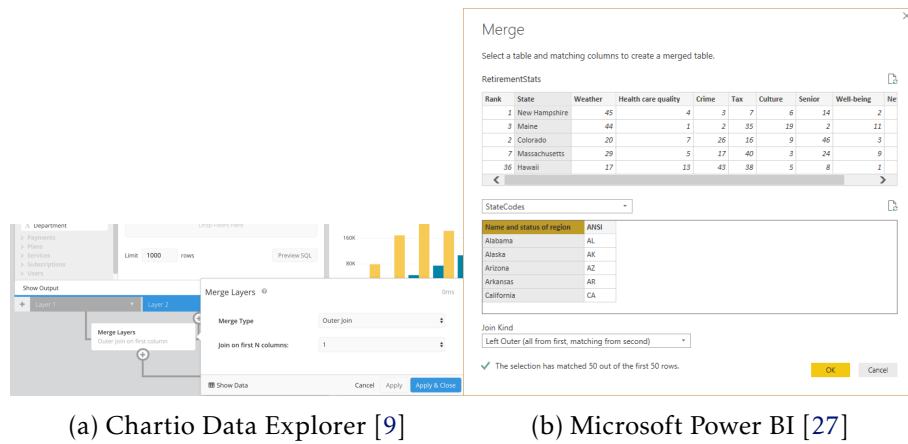 Department
Payments
Plans
Services
Subscriptions
Users
Drop Filters Here
Limit 1000 rows Preview SQL
160K
80K
Show Output
+ Layer 1 Layer 2
Merge Layers
Outer join on first column
Merge Layers 0ms
Merge Type Outer Join
Join on first N columns: 1
Show Data Cancel Apply Apply & Close
(a) Chartio Data Explorer [9]
Merge
Select a table and matching columns to create a merged table.
RetirementStats
Rank State Weather Health care quality Crime Tax Culture Senior Well-being Ne
1 New Hampshire 45 4 3 7 6 14 2
3 Maine 44 1 2 35 19 2 11
2 Colorado 20 7 26 16 9 46 3
7 Massachusetts 29 5 17 40 3 24 9
36 Hawaii 17 13 43 38 5 8 1
StateCodes
Name and status of region ANSI
Alabama AL
Alaska AK
Arizona AZ
Arkansas AR
California CA
Join Kind
Left Outer (all from first, matching from second)
The selection has matched 50 out of the first 50 rows.
OK Cancel
(b) Microsoft Power BI [27]